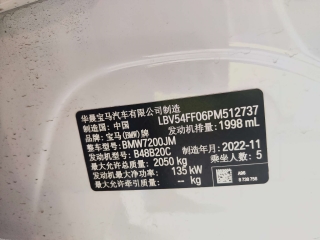 华晨宝马汽车有限公司制造
制造国：中国 LBV54FF06PM512737
品牌：宝马(BMW)牌 发动机排量：1998 mL
整车型号：BMW7200JM
发动机型号：B48B20C 制造年月：2022-11
最大允许总质量：2050 kg 乘坐人数：5
发动机最大净功率：135 kW
最大允许牵引质量：-- kg